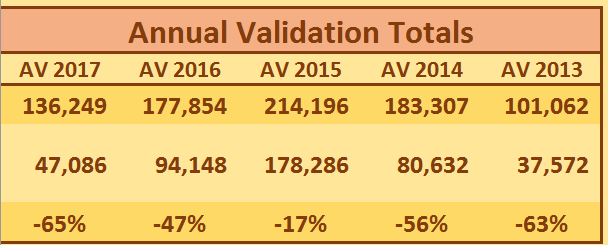 Annual Validation Totals
AV 2017 AV 2016 AV 2015 AV 2014 AV 2013
136,249 177,854 214,196 183,307 101,062
47,086 94,148 178,286 80,632 37,572
-65% -47% -17% -56% -63%